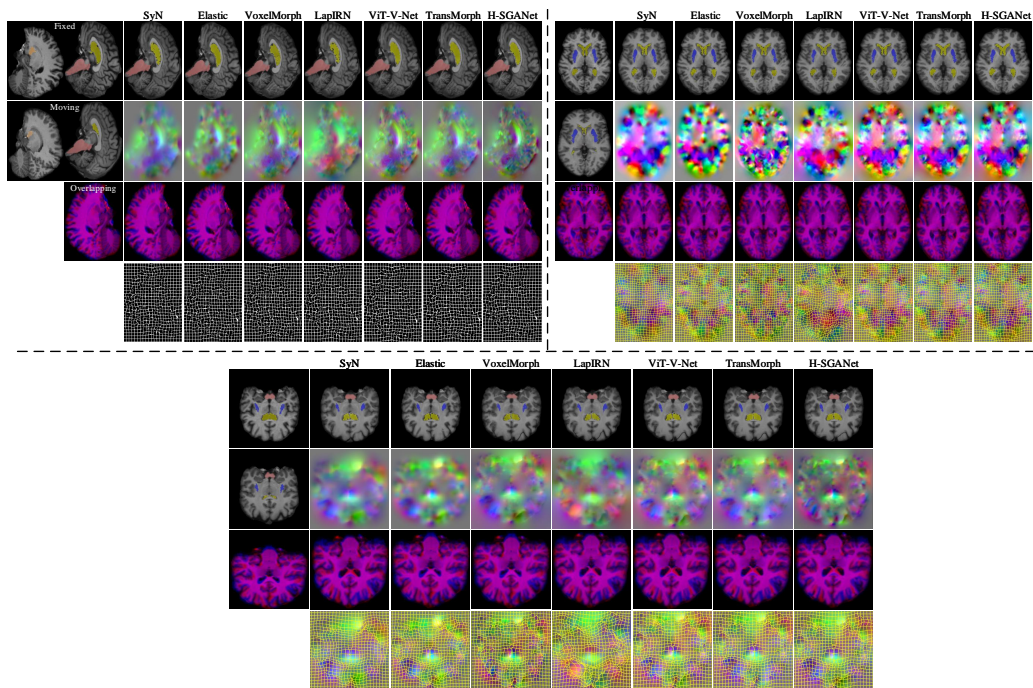 SyN Elastic VoxelMorph LapIRN ViT-V-Net TransMorph H-SGANet
Fixed
Moving
Overlapping
SyN Elastic VoxelMorph LapIRN ViT-V-Net TransMorph H-SGANet
SyN Elastic VoxelMorph LapIRN ViT-V-Net TransMorph H-SGANet